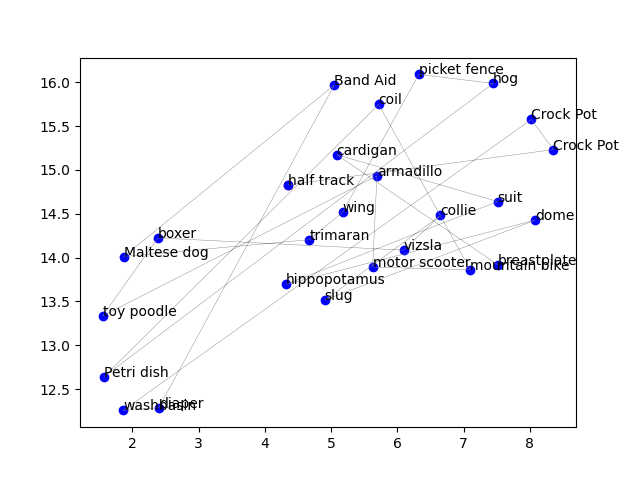 16.0
15.5
15.0
14.5
14.0
13.5
13.0
12.5
picket fence
hog
Band Aid
coil
Crock Pot
Crock Pot
cardigan
armadillo
half track
suit
wing
collie
dome
boxer
trimaran
vizsla
Maltese dog
breastplate
motor scooter
mountain bike
hippopotamus
slug
toy poodle
Petri dish
washbasin
diaper
2 3 4 5 6 7 8